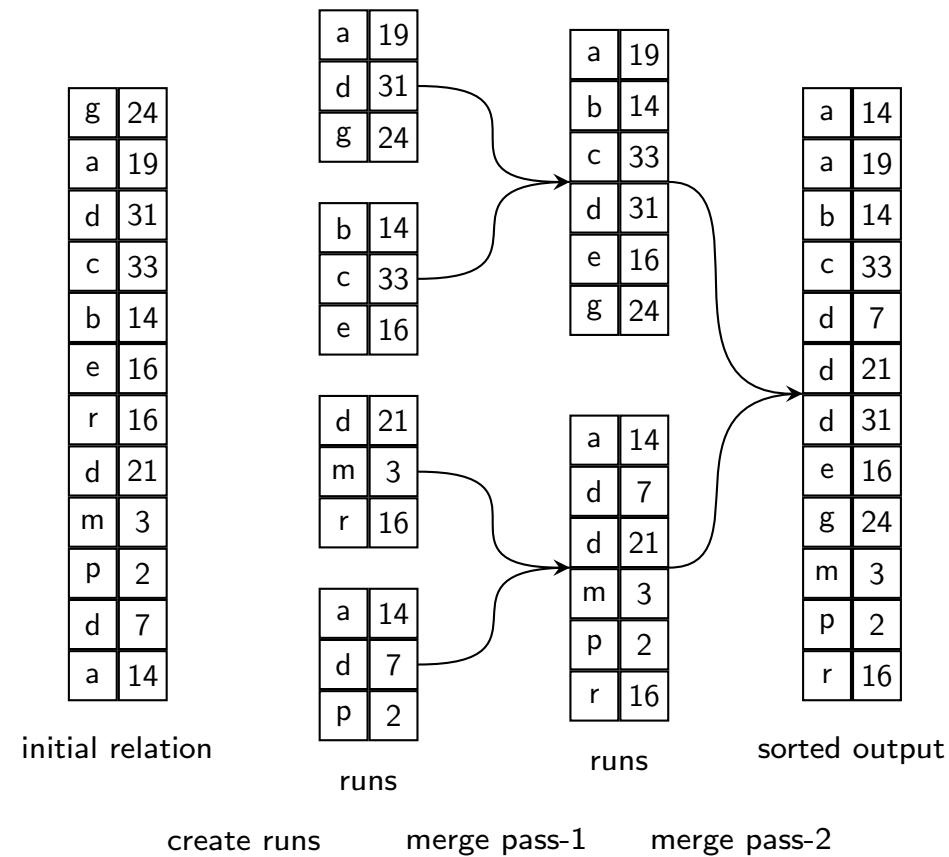 g 24
a 19
d 31
c 33
b 14
e 16
r 16
d 21
m 3
p 2
d 7
a 14
initial relation
a 19
d 31
g 24
b 14
c 33
e 16
d 21
m 3
r 16
a 14
d 7
p 2
runs
a 19
b 14
c 33
d 31
e 16
g 24
a 14
d 7
d 21
m 3
p 2
r 16
runs
a 14
a 19
b 14
c 33
d 7
d 21
d 31
e 16
g 24
m 3
p 2
r 16
sorted output
create runs
merge pass-1
merge pass-2